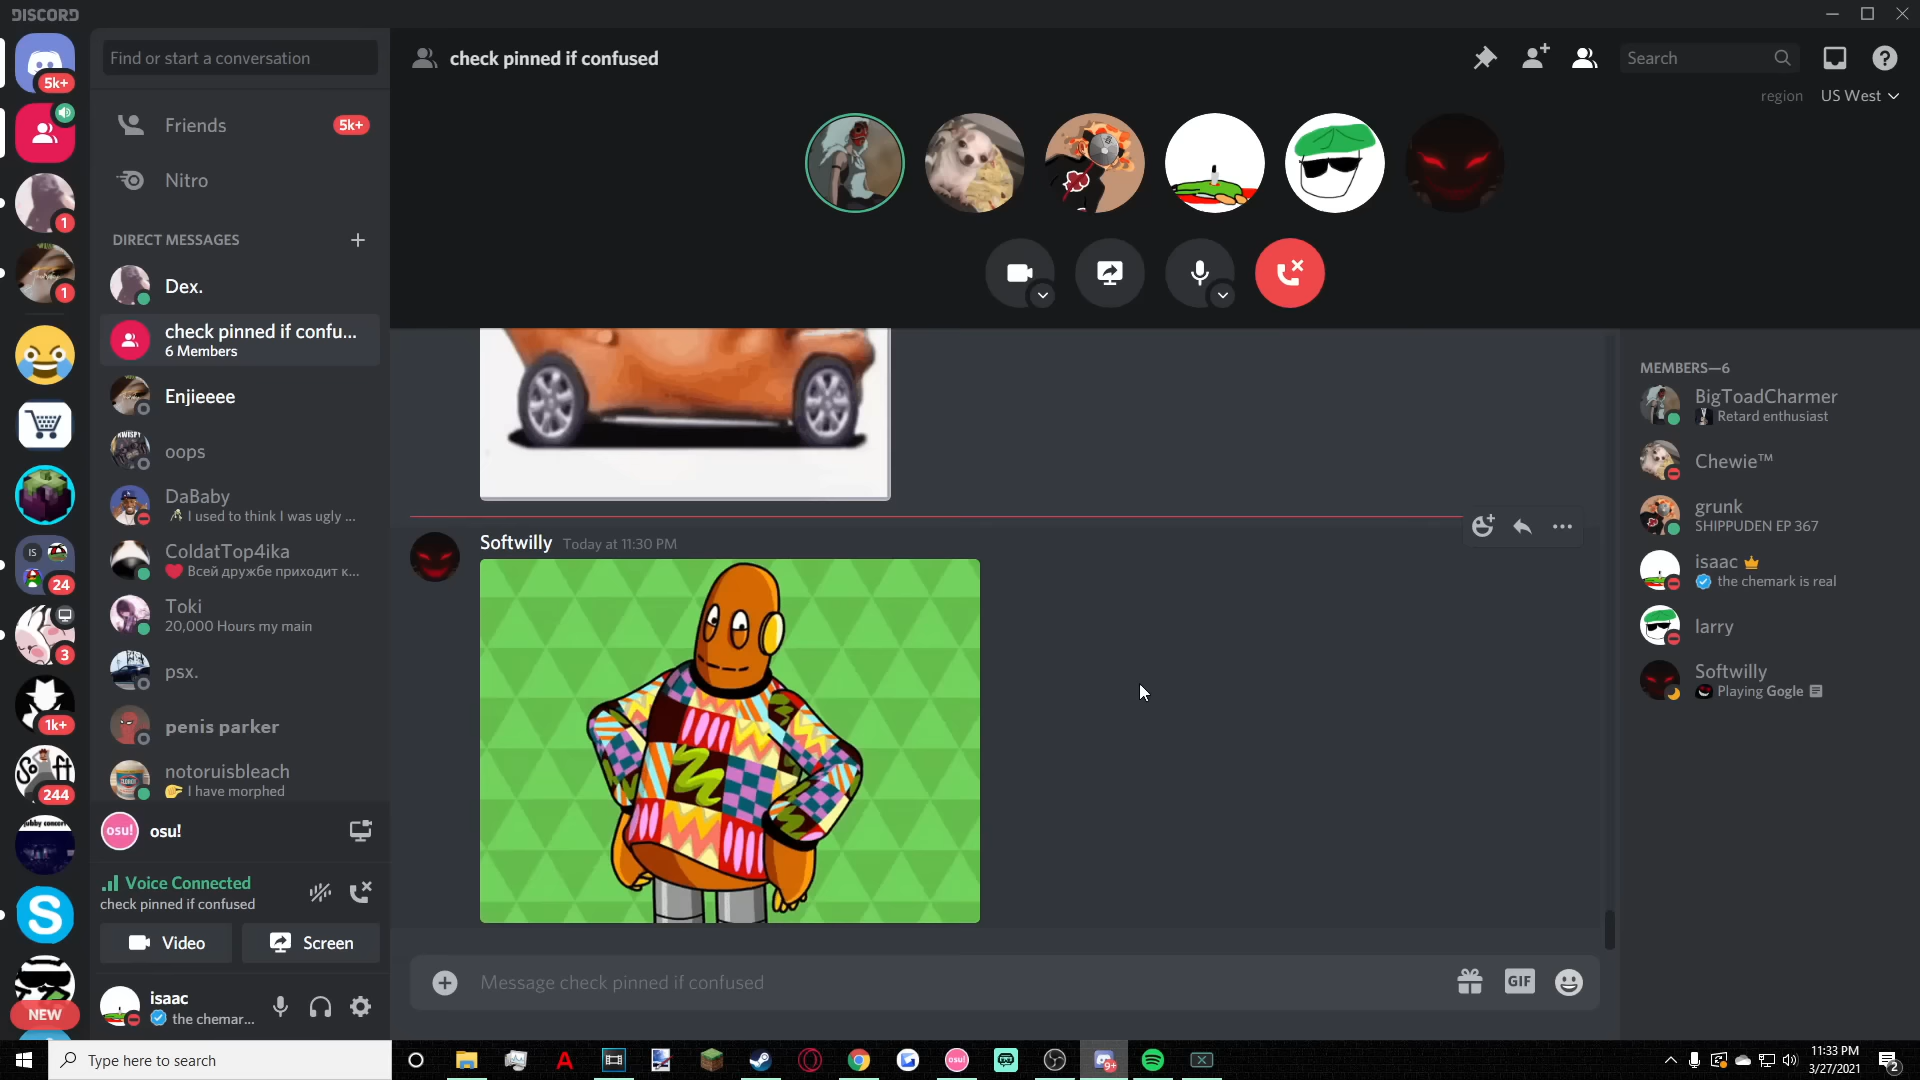 DISCORD
5k+
1
1
24
3
1k+
244
NEW
Find or start a conversation
Friends
5k+
Nitro
DIRECT MESSAGES
Dex.
check pinned if confu...
6 Members
Enjieeee
oops
DaBaby
I used to think I was ugly ...
ColdatTop4ika
Всей дружбе приходит к...
Toki
20,000 Hours my main
psx.
penis parker
notoruisbleach
I have morphed
osu!
osu!
Voice Connected
check pinned if confused
Video
Screen
isaac
the chemar...
check pinned if confused
Search
region
US West
Softwilly
Today at 11:30 PM
Message check pinned if confused
GIF
MEMBERS—6
BigToadCharmer
Retard enthusiast
Chewie™
grunk
SHIPPUDEN EP 367
isaac
the chemark is real
larry
Softwilly
Playing Gogle
Type here to search
osu!
9+
11:33 PM
3/27/2021
2